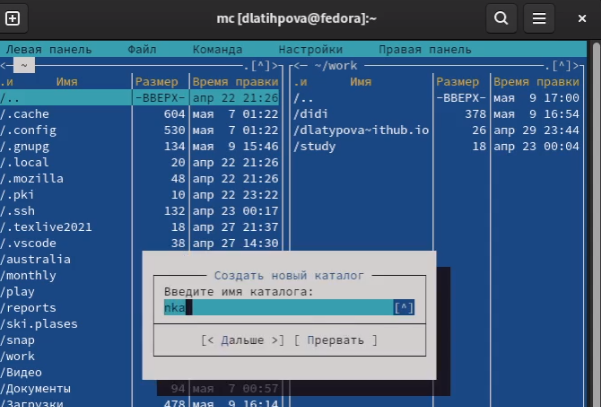 mc [dlatihpova@fedora]:~
Левая панель Файл Команда Настройки Правая панель
<— ~ .[^]> <— ~/work .[^]>
.и Имя Размер Время правки .и Имя Размер Время правки
/.. -ВВЕРХ- апр 22 21:26 /.. -ВВЕРХ- мая 9 17:00
/.cache 604 мая 7 01:22 /didi 378 мая 9 16:54
/.config 530 мая 7 01:22 /dlatypova~ithub.io 26 апр 29 23:44
/.gnupg 134 мая 9 15:46 /study 18 апр 23 00:04
/.local 20 апр 22 21:26
/.mozilla 48 апр 22 21:26
/.pki 10 апр 22 23:22
/.ssh 132 апр 23 00:17
/.texlive2021 18 апр 27 21:37
/.vscode 38 апр 27 14:30
/australia
/monthly
/play
/reports
/ski.plases
/snap
/work
/Видео
/Документы 94 мая 7 00:57
/Загрузки 478 мая 9 16:14
Создать новый каталог
Введите имя каталога:
nka [^]
[< Дальше >] [ Прервать ]